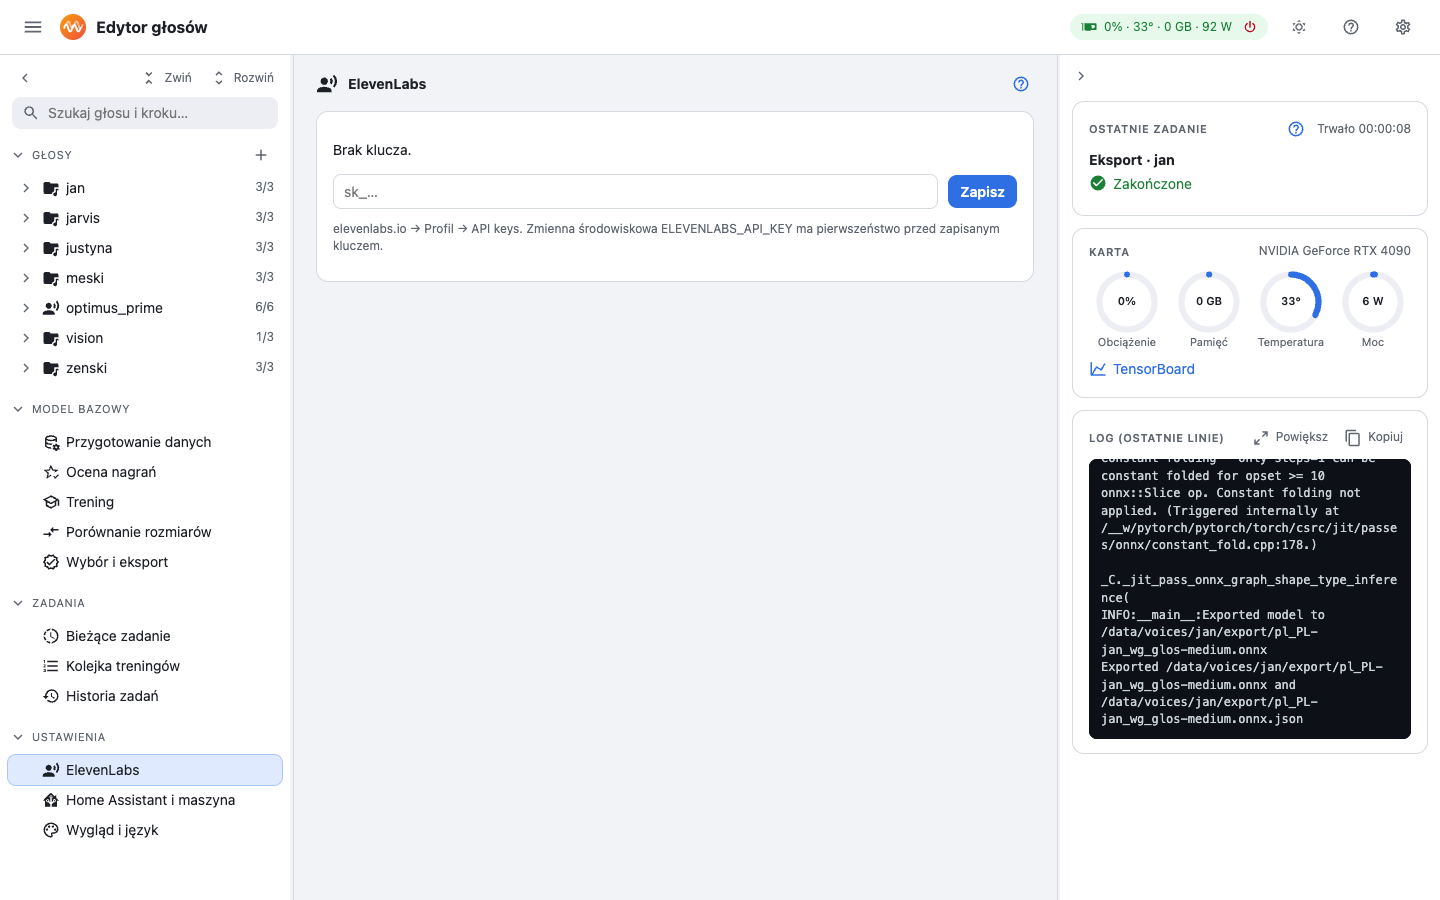 Edytor głosów
0% · 33° · 0 GB · 92 W
Zwiń
Rozwiń
Szukaj głosu i kroku...
GŁOSY
jan 3/3
jarvis 3/3
justyna 3/3
meski 3/3
optimus_prime 6/6
vision 1/3
zenski 3/3
MODEL BAZOWY
Przygotowanie danych
Ocena nagrań
Trening
Porównanie rozmiarów
Wybór i eksport
ZADANIA
Bieżące zadanie
Kolejka treningów
Historia zadań
USTAWIENIA
ElevenLabs
Home Assistant i maszyna
Wygląd i język
ElevenLabs
Brak klucza.
sk_...
Zapisz
elevenlabs.io → Profil → API keys. Zmienna środowiskowa ELEVENLABS_API_KEY ma pierwszeństwo przed zapisanym
kluczem.
OSTATNIE ZADANIE
Trwało 00:00:08
Eksport · jan
Zakończone
KARTA
NVIDIA GeForce RTX 4090
0%
0 GB
33°
6 W
Obciążenie
Pamięć
Temperatura
Moc
TensorBoard
LOG (OSTATNIE LINIE)
Powiększ
Kopiuj
Constant folding - Only steps=1 can be
constant folded for opset >= 10
onnx::Slice op. Constant folding not
applied. (Triggered internally at
/__w/pytorch/pytorch/torch/csrc/jit/passe
s/onnx/constant_fold.cpp:178.)
_C._jit_pass_onnx_graph_shape_type_infere
nce(
INFO:__main__:Exported model to
/data/voices/jan/export/pl_PL-
jan_wg_glos-medium.onnx
Exported /data/voices/jan/export/pl_PL-
jan_wg_glos-medium.onnx and
/data/voices/jan/export/pl_PL-
jan_wg_glos-medium.onnx.json